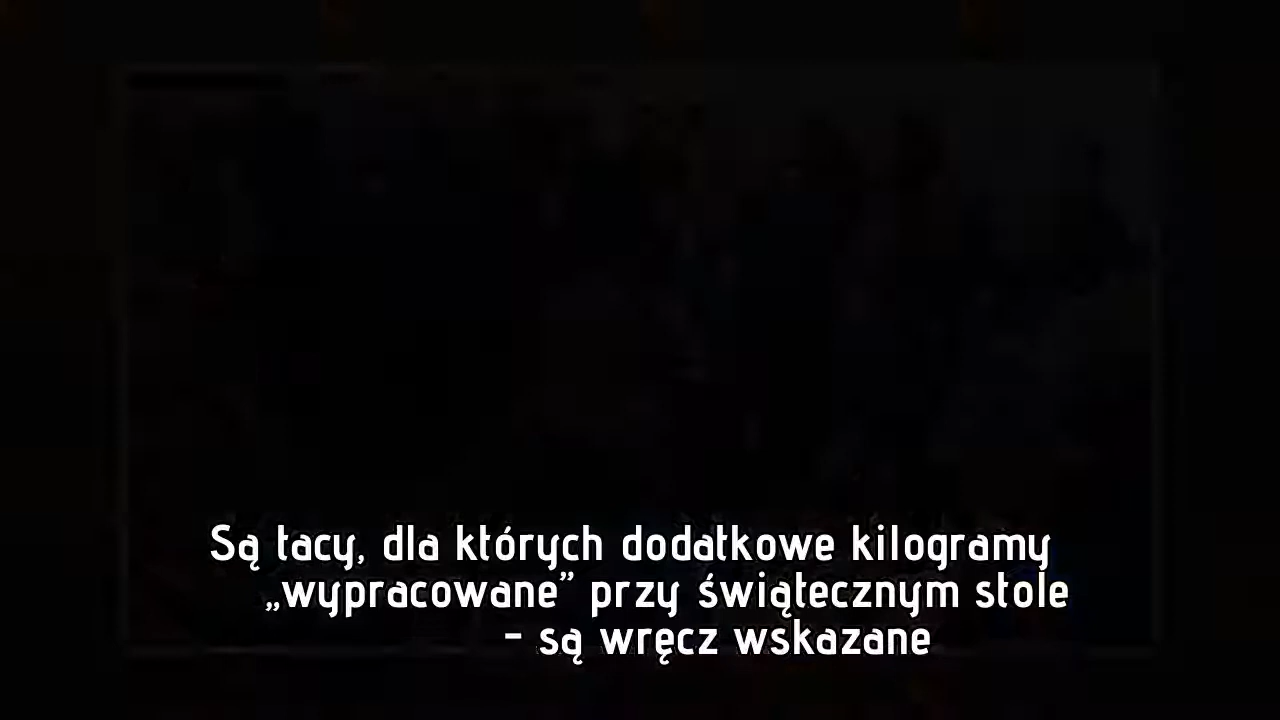 Są tacy, dla których dodatkowe kilogramy
„wypracowane” przy świątecznym stole
- są wręcz wskazane